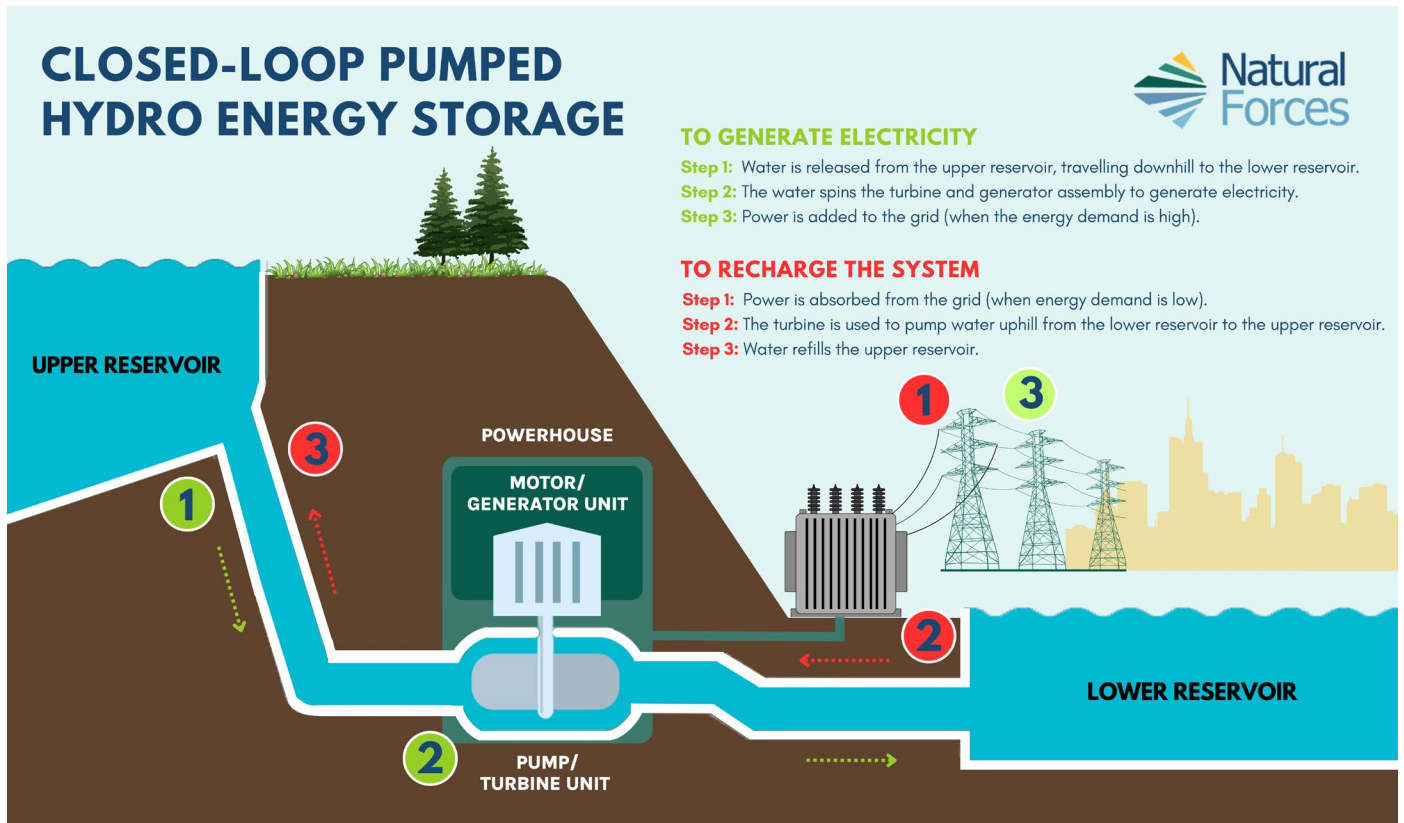 CLOSED-LOOP PUMPED
HYDRO ENERGY STORAGE
Natural
Forces
TO GENERATE ELECTRICITY
Step 1: Water is released from the upper reservoir, travelling downhill to the lower reservoir.
Step 2: The water spins the turbine and generator assembly to generate electricity.
Step 3: Power is added to the grid (when the energy demand is high).
TO RECHARGE THE SYSTEM
Step 1: Power is absorbed from the grid (when energy demand is low).
Step 2: The turbine is used to pump water uphill from the lower reservoir to the upper reservoir.
Step 3: Water refills the upper reservoir.
UPPER RESERVOIR
1
3
3
1
POWERHOUSE
MOTOR/
GENERATOR UNIT
2
2
PUMP/
TURBINE UNIT
LOWER RESERVOIR